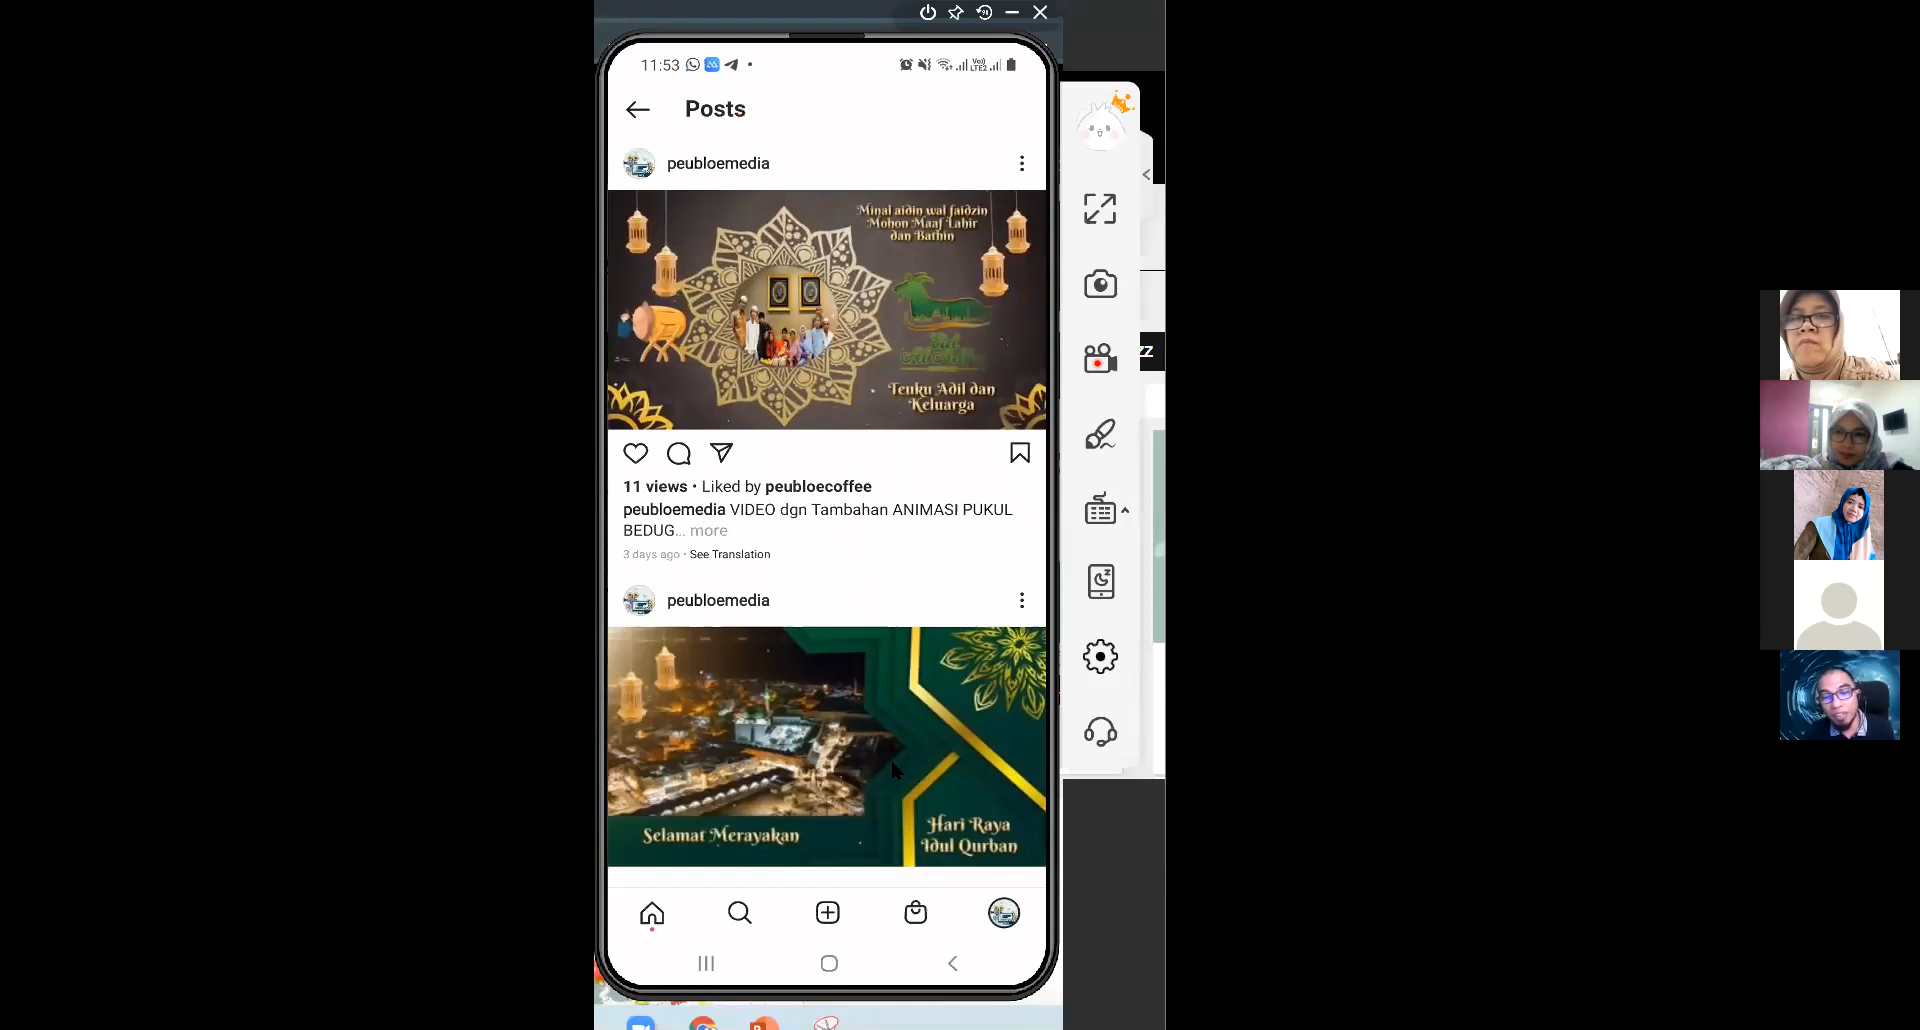 11:53
Posts
peubloemedia
Minal aidin wal faidzin
Mohon Maaf Lahir
dan Bathin
Teuku Adil dan
Keluarga
11 views • Liked by peubloecoffee
peubloemedia VIDEO dgn Tambahan ANIMASI PUKUL
BEDUG... more
3 days ago • See Translation
peubloemedia
Selamat Merayakan
Hari Raya
Idul Qurban